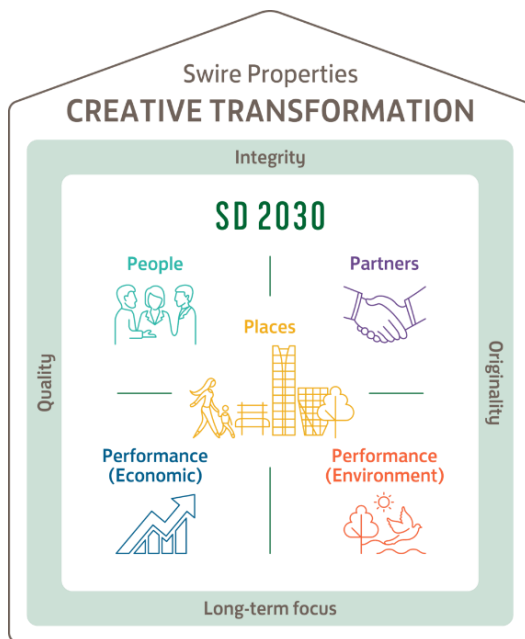 Swire Properties
CREATIVE TRANSFORMATION
Integrity
SD 2030
People
Partners
Places
Quality
Originality
Performance
(Economic)
Performance
(Environment)
Long-term focus